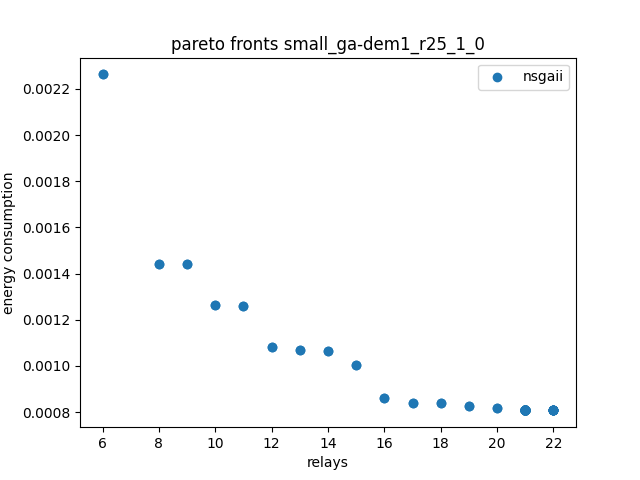 pareto fronts small_ga-dem1_r25_1_0
nsgaii
0.0022
0.0020
0.0018
0.0016
0.0014
0.0012
0.0010
0.0008
energy consumption
6 8 10 12 14 16 18 20 22
relays